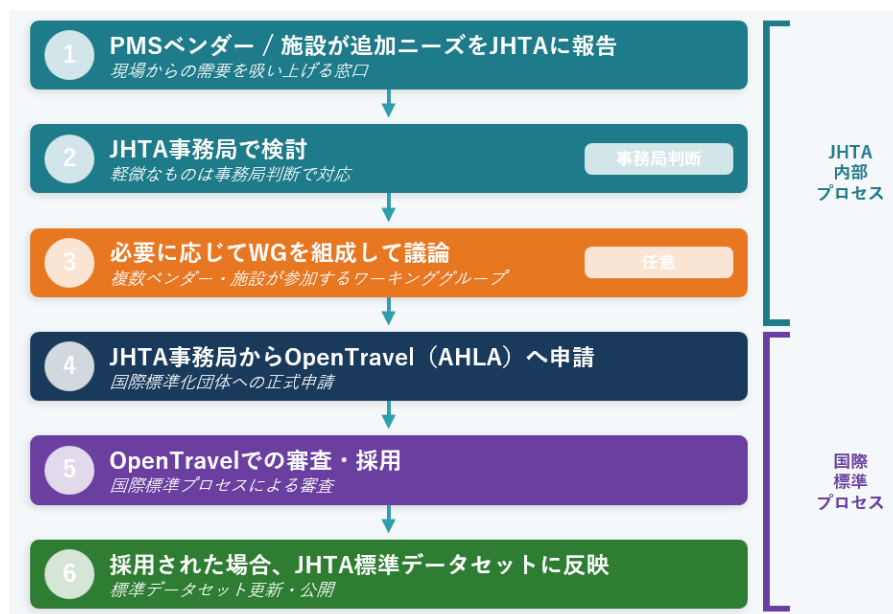 1
PMSベンダー / 施設が追加ニーズをJHTAに報告
現場からの需要を吸い上げる窓口
2
JHTA事務局で検討
軽微なものは事務局判断で対応
事務局判断
3
必要に応じてWGを組成して議論
複数ベンダー・施設が参加するワーキンググループ
任意
JHTA
内部
プロセス
4
JHTA事務局からOpenTravel（AHLA）へ申請
国際標準化団体への正式申請
5
OpenTravelでの審査・採用
国際標準プロセスによる審査
6
採用された場合、JHTA標準データセットに反映
標準データセット更新・公開
国際
標準
プロセス